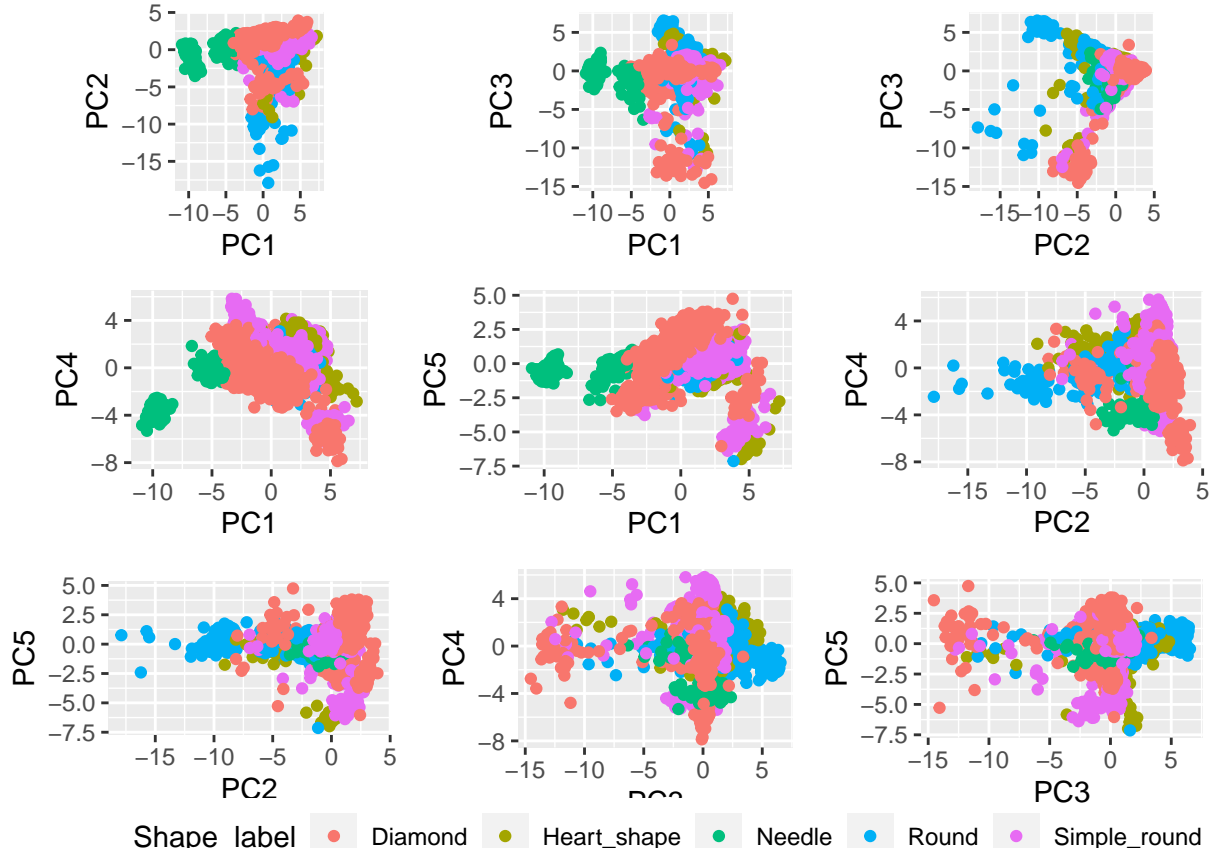 PC2
5
0
−5
−10
−15
−10 −5 0 5
PC1
PC3
5
0
−5
−10
−15
−10 −5 0 5
PC1
PC3
5
0
−5
−10
−15
−15 −10 −5 0
PC2
PC4
4
0
−4
−8
−10 −5 0 5
PC1
PC5
5.0
2.5
0.0
−2.5
−5.0
−7.5
−10 −5 0 5
PC1
PC4
4
0
−4
−8
−15 −10 −5 0 5
PC2
PC5
5.0
2.5
0.0
−2.5
−5.0
−7.5
−15 −10 −5 0 5
PC2
PC4
4
0
−4
−8
−15 −10 −5 0 5
PC5
5.0
2.5
0.0
−2.5
−5.0
−7.5
−15 −10 −5 0 5
PC3
Shape_label Diamond Heart_shape Needle Round Simple_round